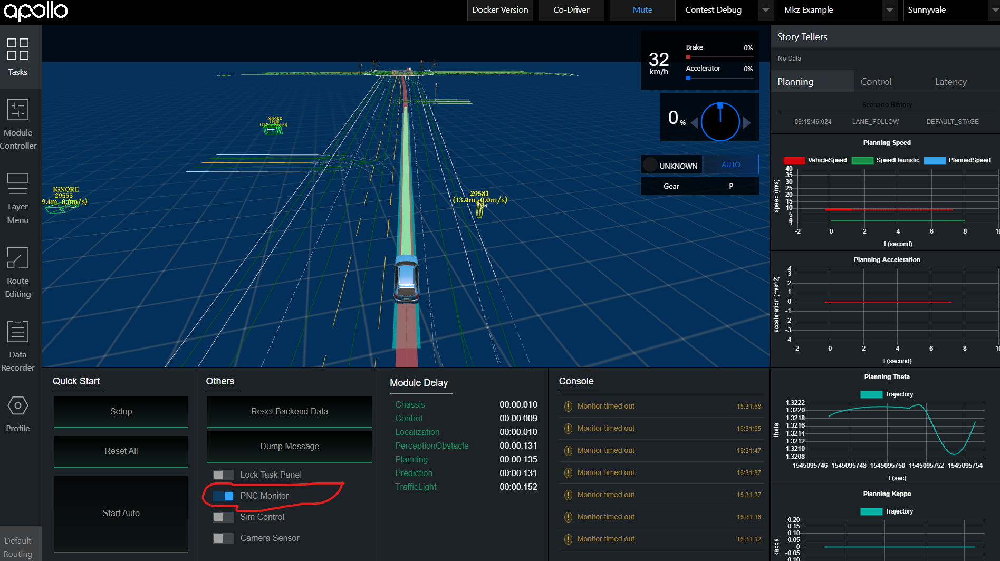 apollo
Docker Version
Co-Driver
Mute
Contest Debug
Mkz Example
Sunnyvale
Tasks
Module
Controller
Layer
Menu
Route
Editing
Data
Recorder
Profile
Default
Routing
IGNORE
29618
IGNORE
29555
9.4m, 0.0m/s)
29581
(13.4m, 0.0m/s)
32
km/h
Brake 0%
Accelerator 0%
0 %
UNKNOWN
AUTO
Gear P
Quick Start
Setup
Reset All
Start Auto
Others
Reset Backend Data
Dump Message
Lock Task Panel
PNC Monitor
Sim Control
Camera Sensor
Module Delay
Chassis 00:00.010
Control 00:00.009
Localization 00:00.010
PerceptionObstacle 00:00.131
Planning 00:00.135
Prediction 00:00.131
TrafficLight 00:00.152
Console
! Monitor timed out 16:31:58
! Monitor timed out 16:31:55
! Monitor timed out 16:31:47
! Monitor timed out 16:31:37
! Monitor timed out 16:31:27
! Monitor timed out 16:31:16
! Monitor timed out 16:31:12
Story Tellers
No Data
Planning Control Latency
Scenario History
09:15:46:024 LANE_FOLLOW DEFAULT_STAGE
Planning Speed
VehicleSpeed SpeedHeuristic PlannedSpeed
40
35
30
25
20
15
10
5
0
-1
speed (m/s)
-2 0 2 4 6 8 10
t (second)
Planning Acceleration
4
3
2
1
0
-1
-2
-3
-4
acceleration (m/s^2)
-2 0 2 4 6 8 10
t (second)
Planning Theta
Trajectory
1.3222
1.3220
1.3218
1.3216
1.3214
1.3212
1.3210
1.3208
theta
1545095746 1545095748 1545095750 1545095752 1545095754
t (sec)
Planning Kappa
Trajectory
0.20
0.15
0.10
0.05
0.00
-0.05
-0.10
kappa